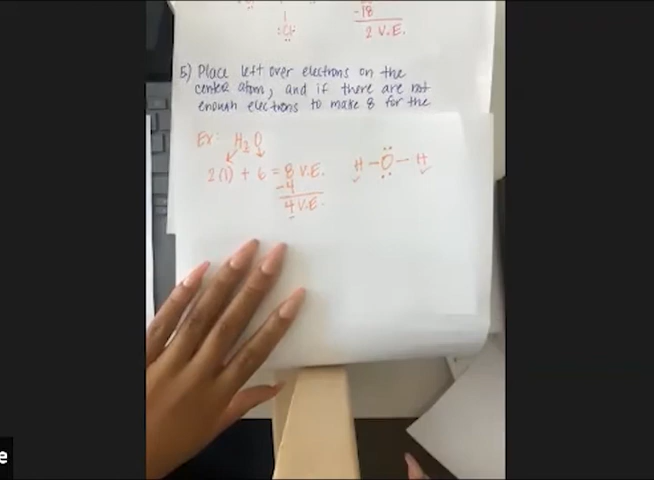 :Cl:
-18
2 V.E.
5) Place left over electrons on the
center atom, and if there are not
enough electrons to make 8 for the
Ex: H2O
2(1) + 6 = 8 V.E.
-4
4 V.E.
H-Ö-H
e